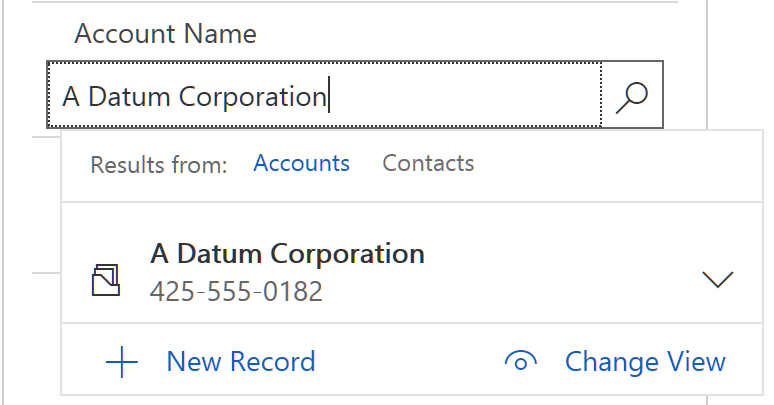 Account Name
A Datum Corporation
Results from: Accounts Contacts
A Datum Corporation
425-555-0182
New Record Change View